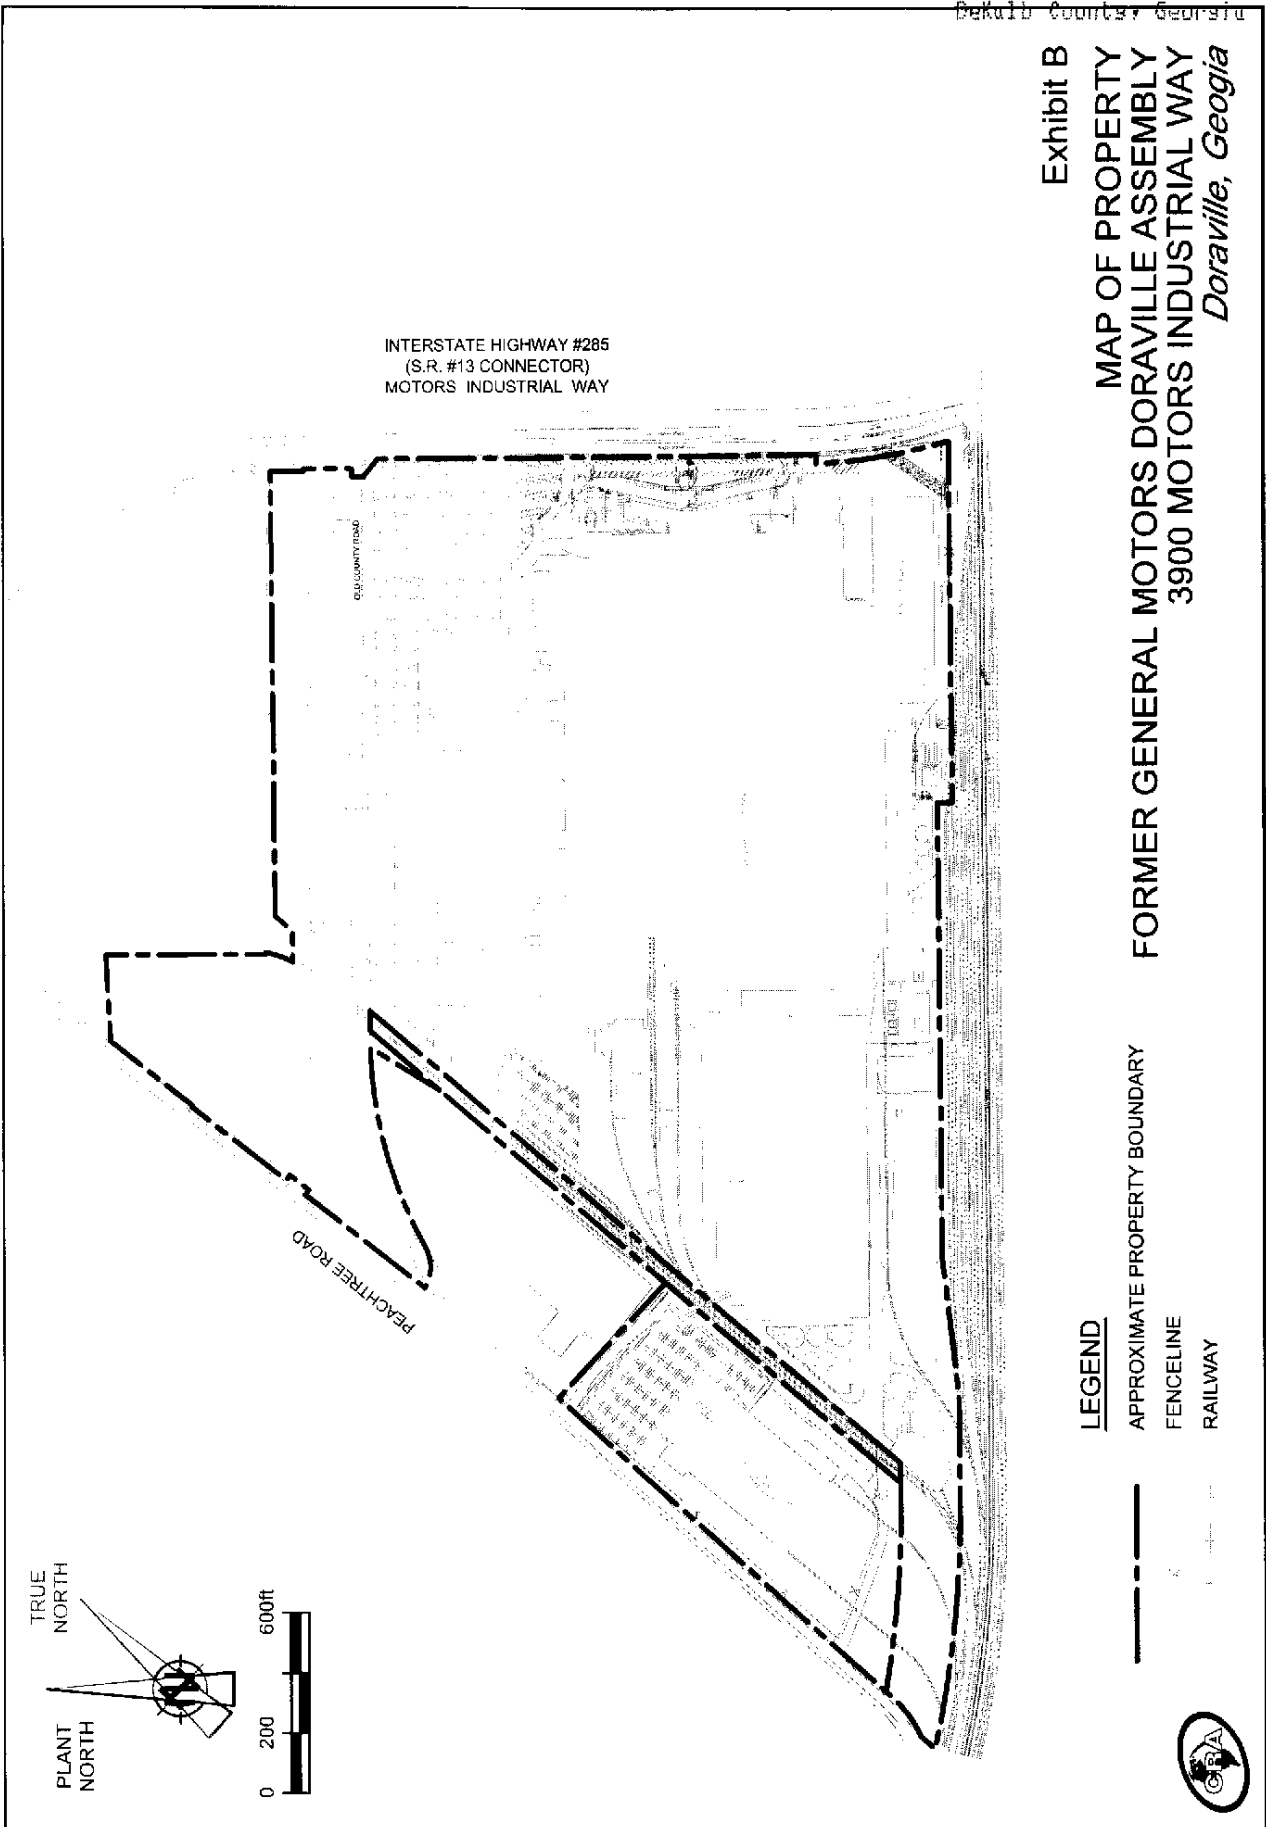 DeKalb County, Georgia
Exhibit B
MAP OF PROPERTY
FORMER GENERAL MOTORS DORAVILLE ASSEMBLY
3900 MOTORS INDUSTRIAL WAY
Doraville, Geogia
INTERSTATE HIGHWAY #285
(S.R. #13 CONNECTOR)
MOTORS INDUSTRIAL WAY
OLD COUNTY ROAD
PEACHTREE ROAD
TRUE
NORTH
PLANT
NORTH
0 200 600ft
LEGEND
APPROXIMATE PROPERTY BOUNDARY
FENCELINE
RAILWAY
CRA